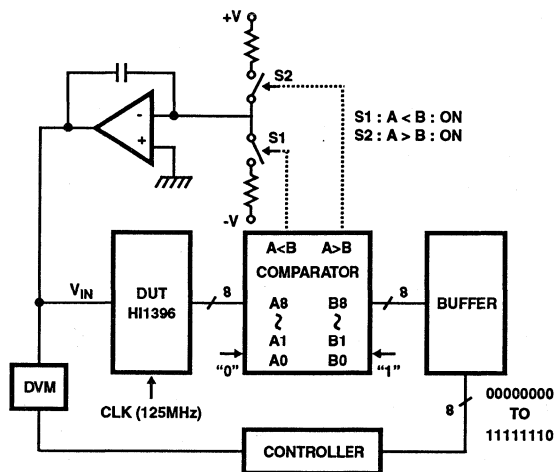 +V
S2
S1
S1 : A < B : ON
S2 : A > B : ON
-
+
-V
A<B A>B
COMPARATOR
A8 B8
A1 B1
A0 B0
VIN
DUT
HI1396
8
8
BUFFER
"0"
"1"
DVM
CLK (125MHz)
8
00000000
TO
11111110
CONTROLLER